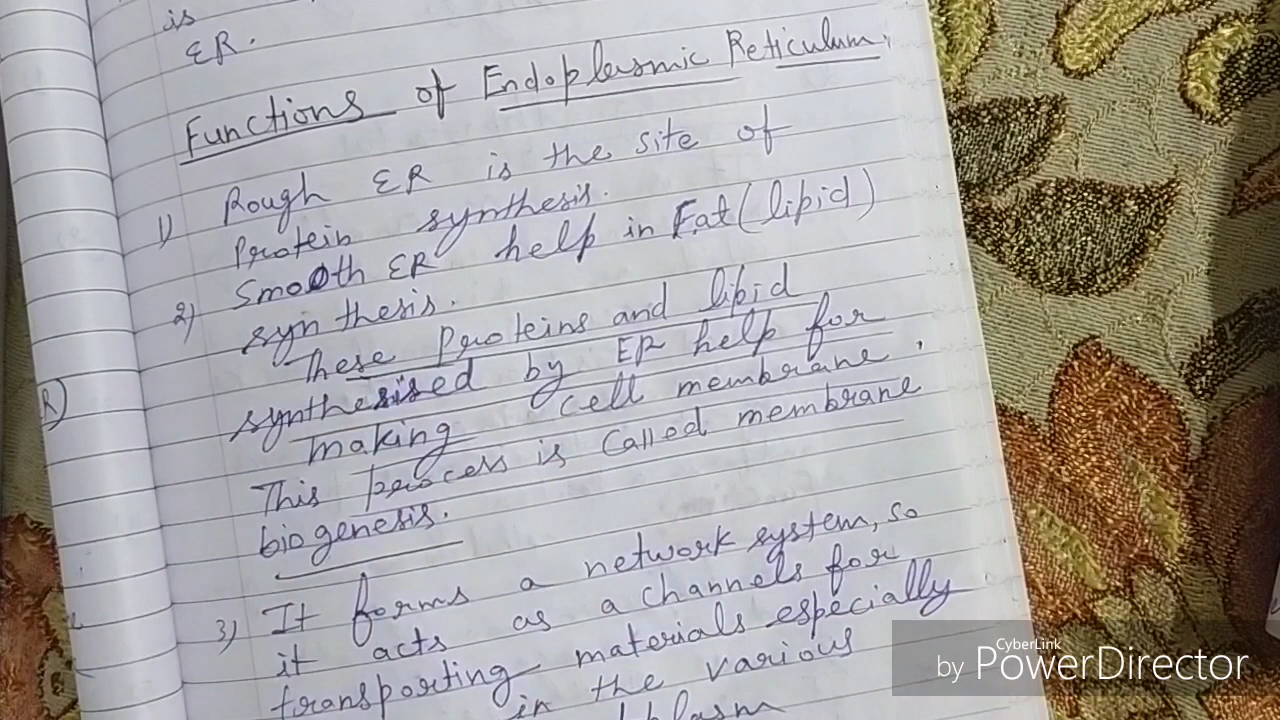 is
ER.
Functions of Endoplasmic Reticulum.
1) Rough ER is the site of
Protein synthesis.
2) Smooth ER help in Fat (lipid)
synthesis.
These Proteins and lipid
R) synthesised by ER help for
making cell membrane.
This process is called membrane
biogenesis.
3) It forms a network system, so
it acts as a channels for
transporting materials especially
in the various
CyberLink
by PowerDirector